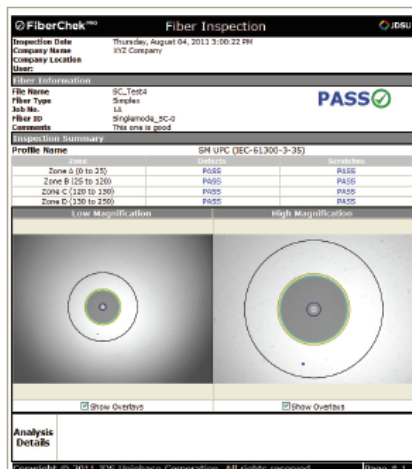 FiberChek PRO Fiber Inspection JDSU
Inspection Date Thursday, August 04, 2011 3:00:22 PM
Company Name XYZ Company
Company Location
User:
Fiber Information
File Name SC_Test4
Fiber Type Simplex
Job No. 1A
Fiber ID Singlemode_SC-0
Comments This one is good
PASS
Inspection Summary
Profile Name SM UPC (IEC-61300-3-35)
Zone Defects Scratches
Zone A (0 to 25) PASS PASS
Zone B (25 to 120) PASS PASS
Zone C (120 to 130) PASS PASS
Zone D (130 to 250) PASS PASS
Low Magnification High Magnification
Show Overlays Show Overlays
Analysis
Details
Copyright © 2011 JDS Uniphase Corporation. All rights reserved. Page # 1